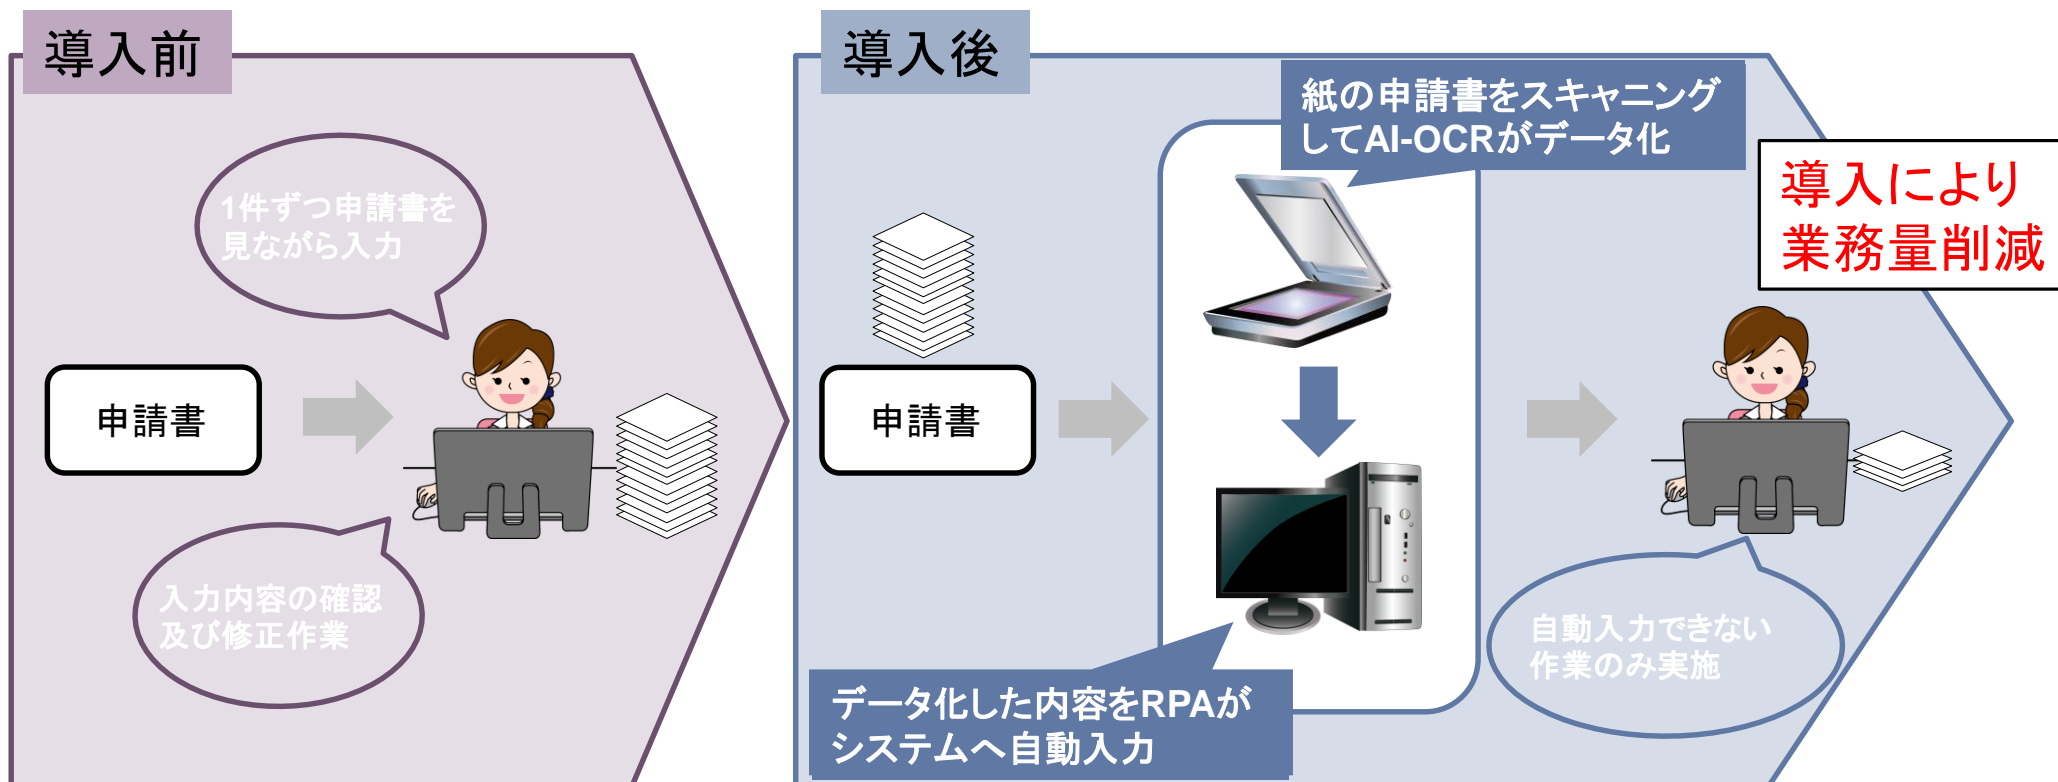 導入前
1件ずつ申請書を
見ながら入力
申請書
入力内容の確認
及び修正作業
導入後
紙の申請書をスキャニング
してAI-OCRがデータ化
導入により
業務量削減
申請書
データ化した内容をRPAが
システムへ自動入力
自動入力できない
作業のみ実施